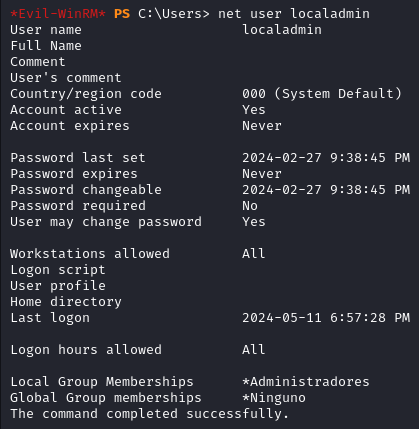 *Evil-WinRM* PS C:\Users> net user localadmin
User name                    localadmin
Full Name
Comment
User's comment
Country/region code          000 (System Default)
Account active               Yes
Account expires              Never

Password last set            2024-02-27 9:38:45 PM
Password expires             Never
Password changeable          2024-02-27 9:38:45 PM
Password required            No
User may change password     Yes

Workstations allowed         All
Logon script
User profile
Home directory
Last logon                   2024-05-11 6:57:28 PM

Logon hours allowed          All

Local Group Memberships      *Administradores
Global Group memberships     *Ninguno
The command completed successfully.